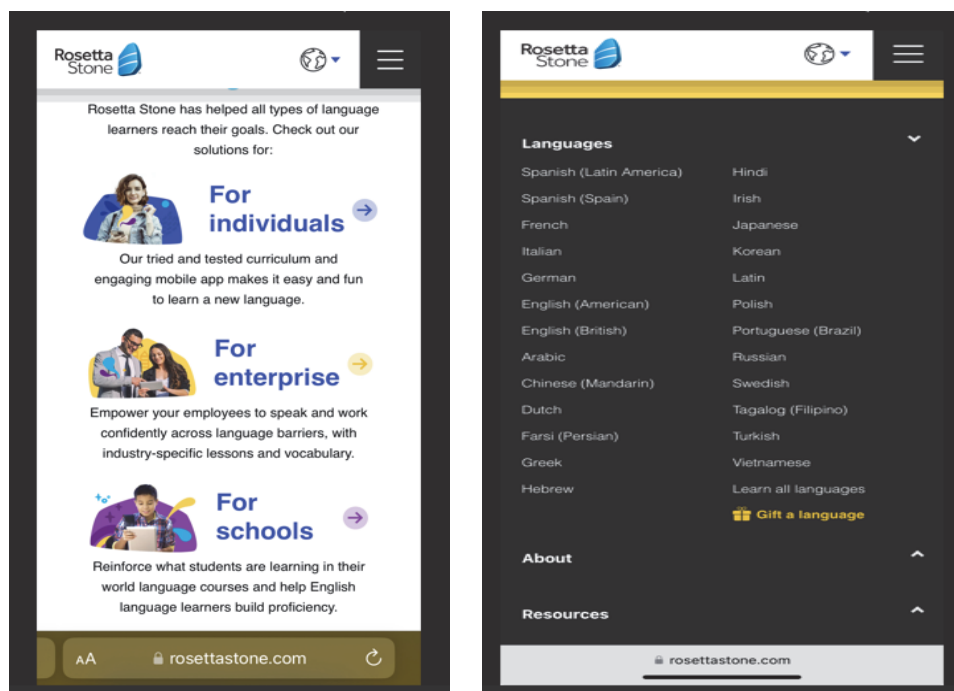 Rosetta
Stone
Rosetta Stone has helped all types of language
learners reach their goals. Check out our
solutions for:
For
individuals
Our tried and tested curriculum and
engaging mobile app makes it easy and fun
to learn a new language.
For
enterprise
Empower your employees to speak and work
confidently across language barriers, with
industry-specific lessons and vocabulary.
For
schools
Reinforce what students are learning in their
world language courses and help English
language learners build proficiency.
AA rosettastone.com
Rosetta
Stone
Languages
Spanish (Latin America)
Spanish (Spain)
French
Italian
German
English (American)
English (British)
Arabic
Chinese (Mandarin)
Dutch
Farsi (Persian)
Greek
Hebrew
Hindi
Irish
Japanese
Korean
Latin
Polish
Portuguese (Brazil)
Russian
Swedish
Tagalog (Filipino)
Turkish
Vietnamese
Learn all languages
Gift a language
About
Resources
rosettastone.com